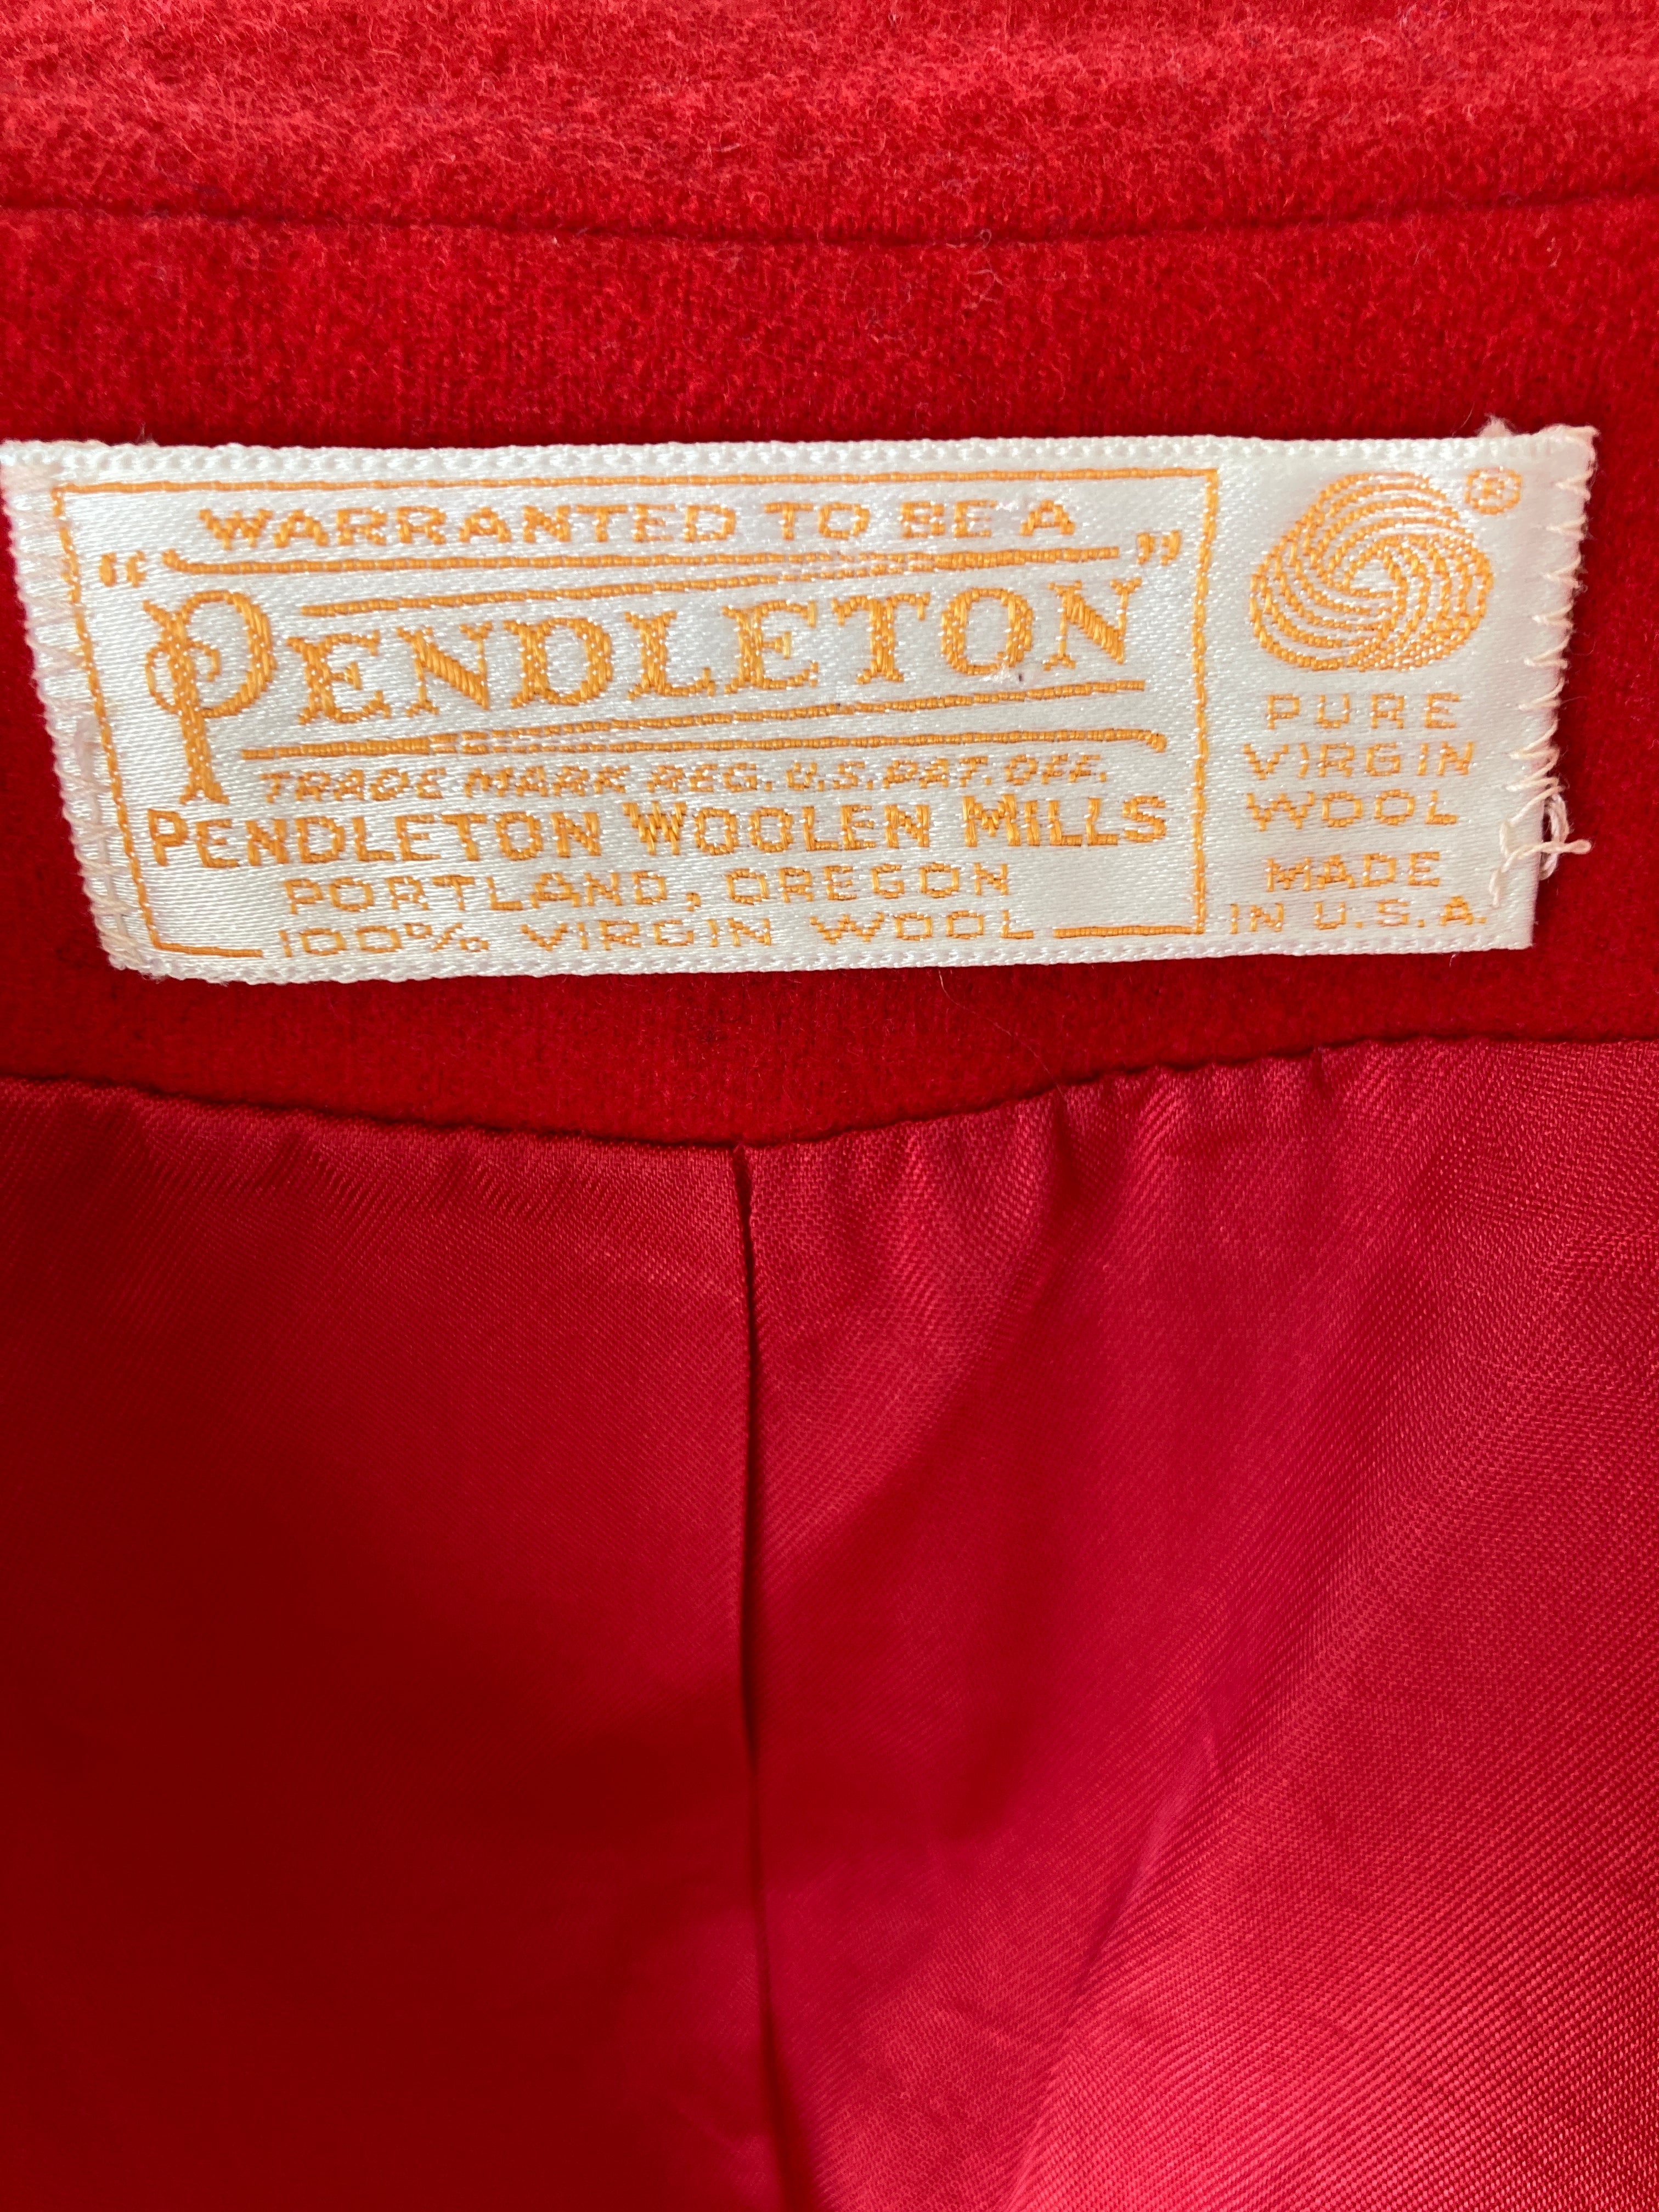 WARRANTED TO BE A
"PENDLETON"
TRADE MARK REG. U.S. PAT. OFF.
PENDLETON WOOLEN MILLS
PORTLAND, OREGON
100% VIRGIN WOOL
®
PURE
VIRGIN
WOOL
MADE
IN U.S.A.